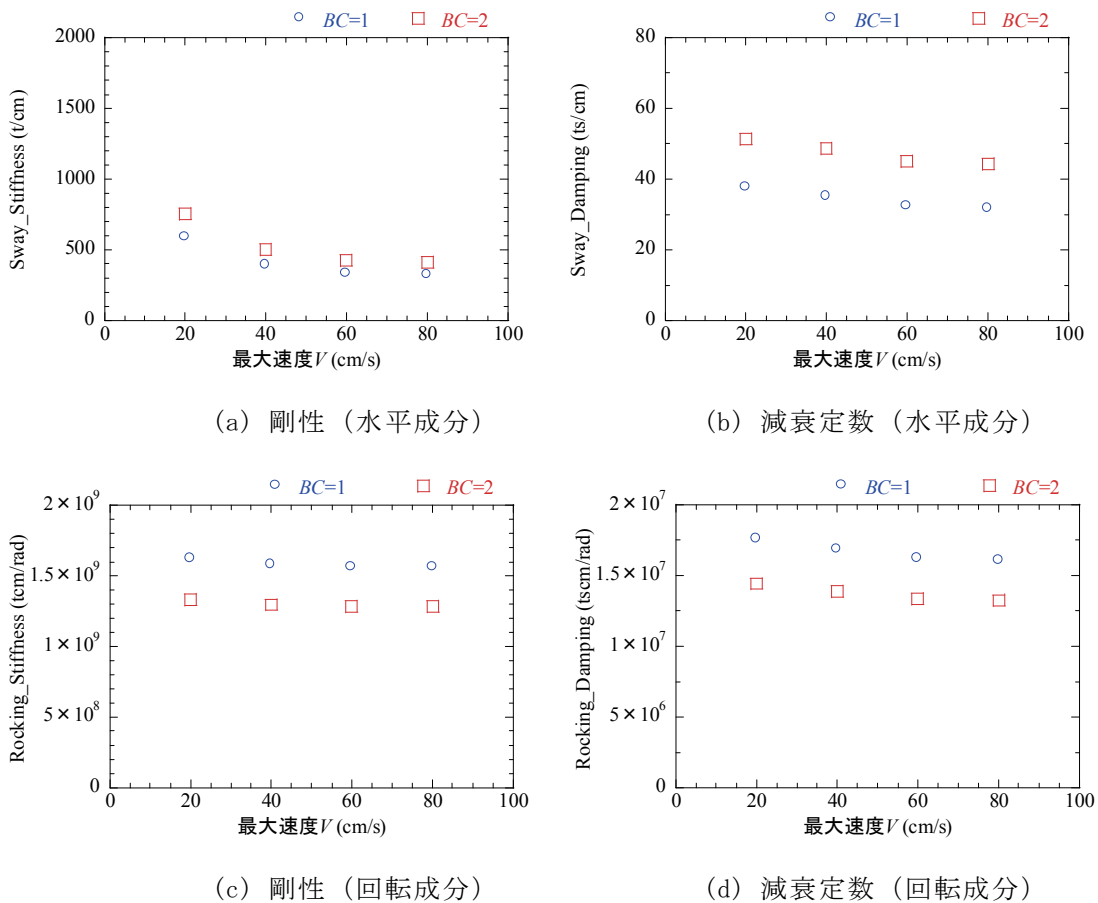 BC=1 BC=2
2000
1500
1000
500
0
Sway_Stiffness (t/cm)
0 20 40 60 80 100
最大速度V (cm/s)
(a) 剛性（水平成分）
BC=1 BC=2
80
60
40
20
0
Sway_Damping (ts/cm)
0 20 40 60 80 100
最大速度V (cm/s)
(b) 減衰定数（水平成分）
BC=1 BC=2
2×10⁹
1.5×10⁹
1×10⁹
5×10⁸
0
Rocking_Stiffness (tcm/rad)
0 20 40 60 80 100
最大速度V (cm/s)
(c) 剛性（回転成分）
BC=1 BC=2
2×10⁷
1.5×10⁷
1×10⁷
5×10⁶
0
Rocking_Damping (tscm/rad)
0 20 40 60 80 100
最大速度V (cm/s)
(d) 減衰定数（回転成分）